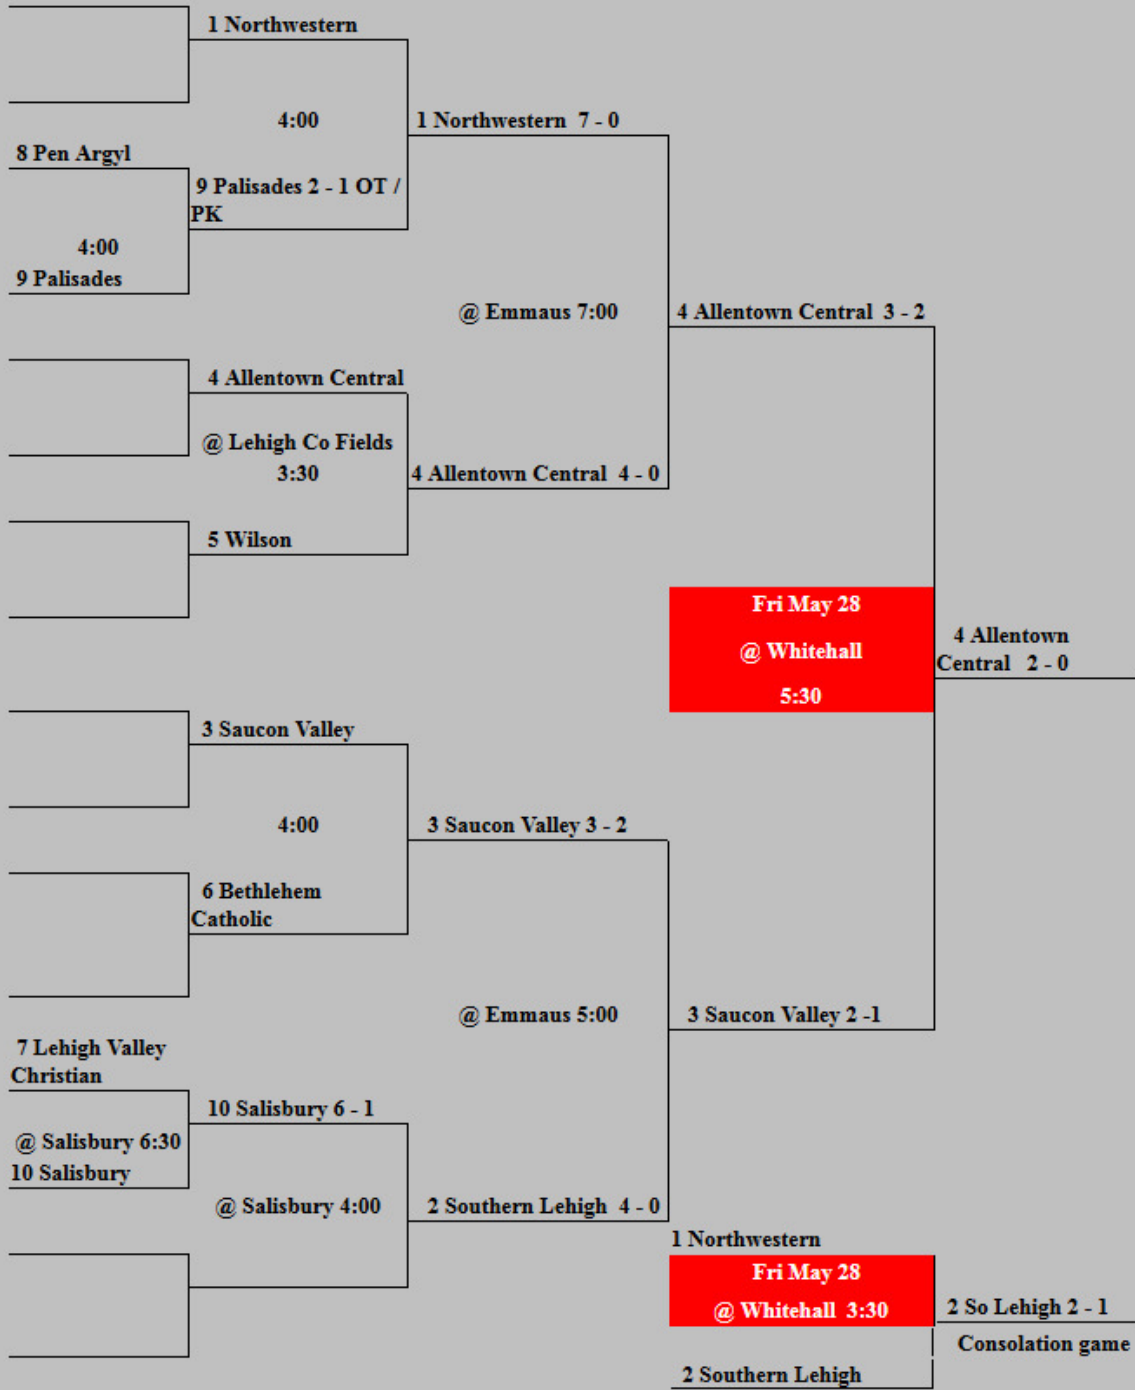 1 Northwestern
4:00
1 Northwestern 7 - 0
8 Pen Argyl
9 Palisades 2 - 1 OT /
PK
4:00
9 Palisades
@ Emmaus 7:00
4 Allentown Central 3 - 2
4 Allentown Central
@ Lehigh Co Fields
3:30
4 Allentown Central 4 - 0
5 Wilson
Fri May 28
@ Whitehall
5:30
4 Allentown
Central 2 - 0
3 Saucon Valley
4:00
3 Saucon Valley 3 - 2
6 Bethlehem
Catholic
@ Emmaus 5:00
3 Saucon Valley 2 -1
7 Lehigh Valley
Christian
10 Salisbury 6 - 1
@ Salisbury 6:30
10 Salisbury
@ Salisbury 4:00
2 Southern Lehigh 4 - 0
1 Northwestern
Fri May 28
@ Whitehall 3:30
2 So Lehigh 2 - 1
Consolation game
2 Southern Lehigh